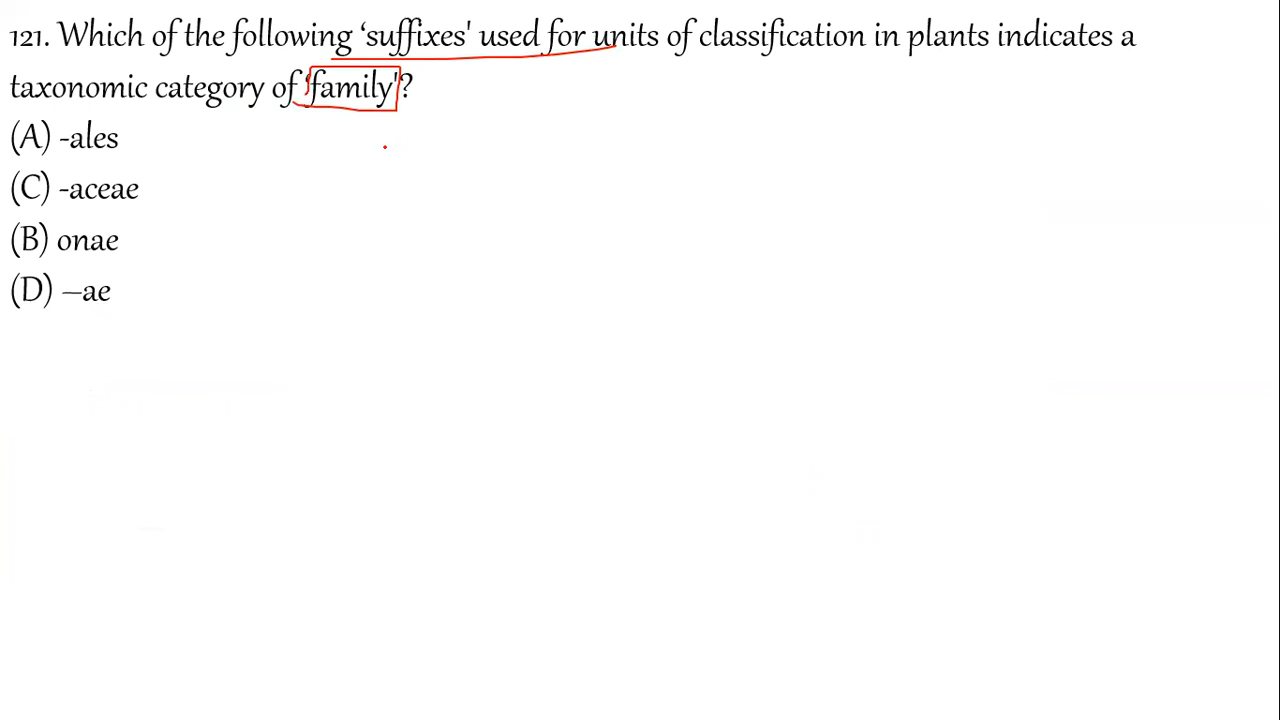 121. Which of the following ‘suffixes' used for units of classification in plants indicates a
taxonomic category of ‘family'?
(A) -ales
(C) -aceae
(B) onae
(D) –ae